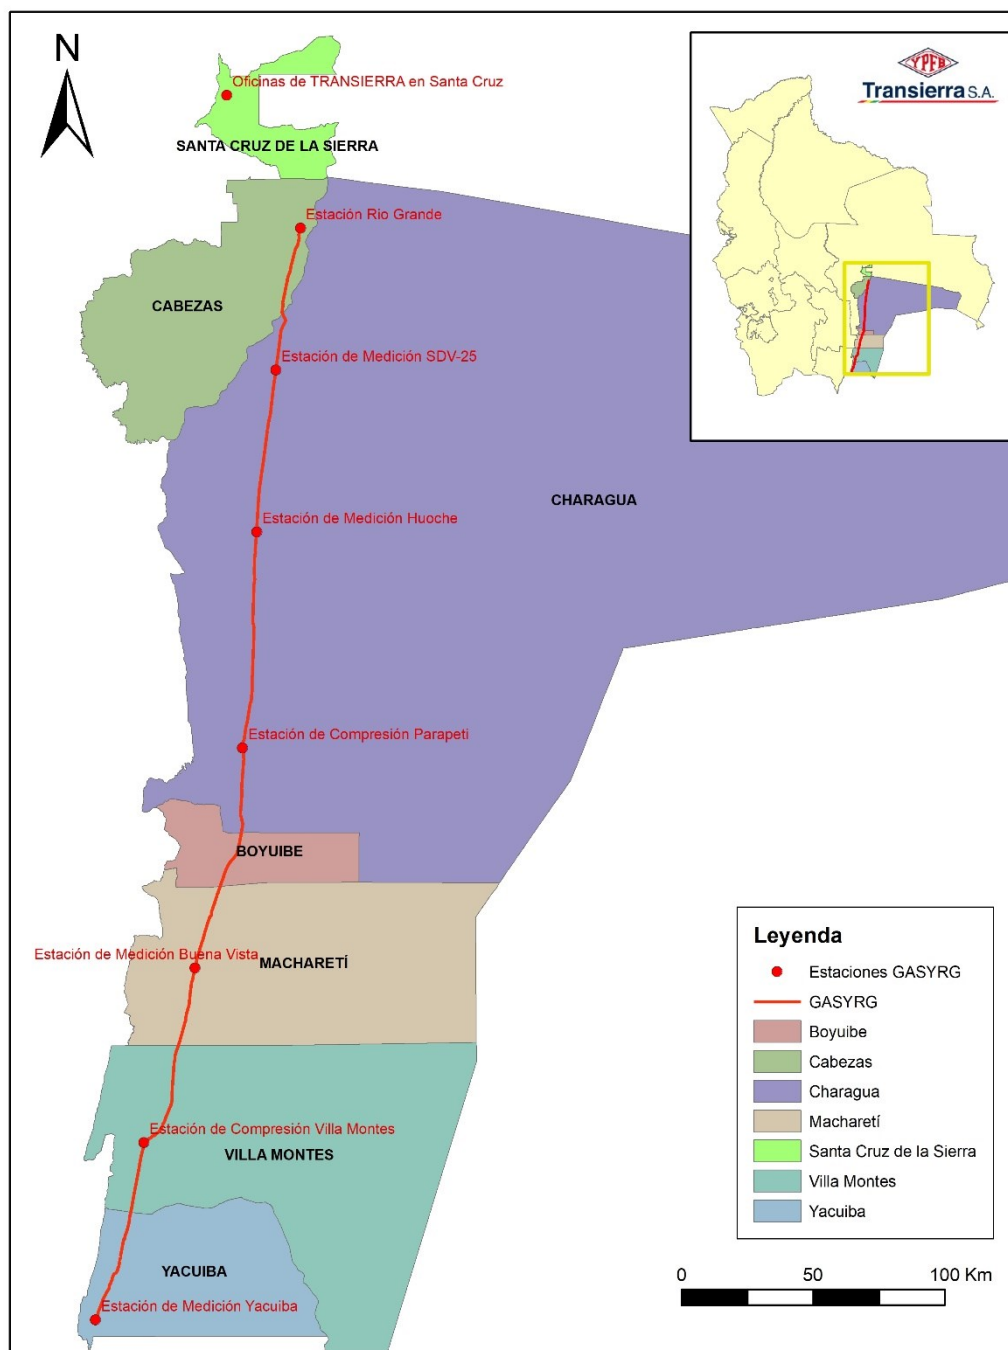 N
YPFB
Transierra S.A.
Oficinas de TRANSIERRA en Santa Cruz
SANTA CRUZ DE LA SIERRA
Estación Rio Grande
CABEZAS
Estación de Medición SDV-25
CHARAGUA
Estación de Medición Huoche
Estación de Compresión Parapeti
BOYUIBE
Estación de Medición Buena Vista
MACHARETÍ
Estación de Compresión Villa Montes
VILLA MONTES
YACUIBA
Estación de Medición Yacuiba
Leyenda
Estaciones GASYRG
GASYRG
Boyuibe
Cabezas
Charagua
Macharetí
Santa Cruz de la Sierra
Villa Montes
Yacuiba
0 50 100 Km